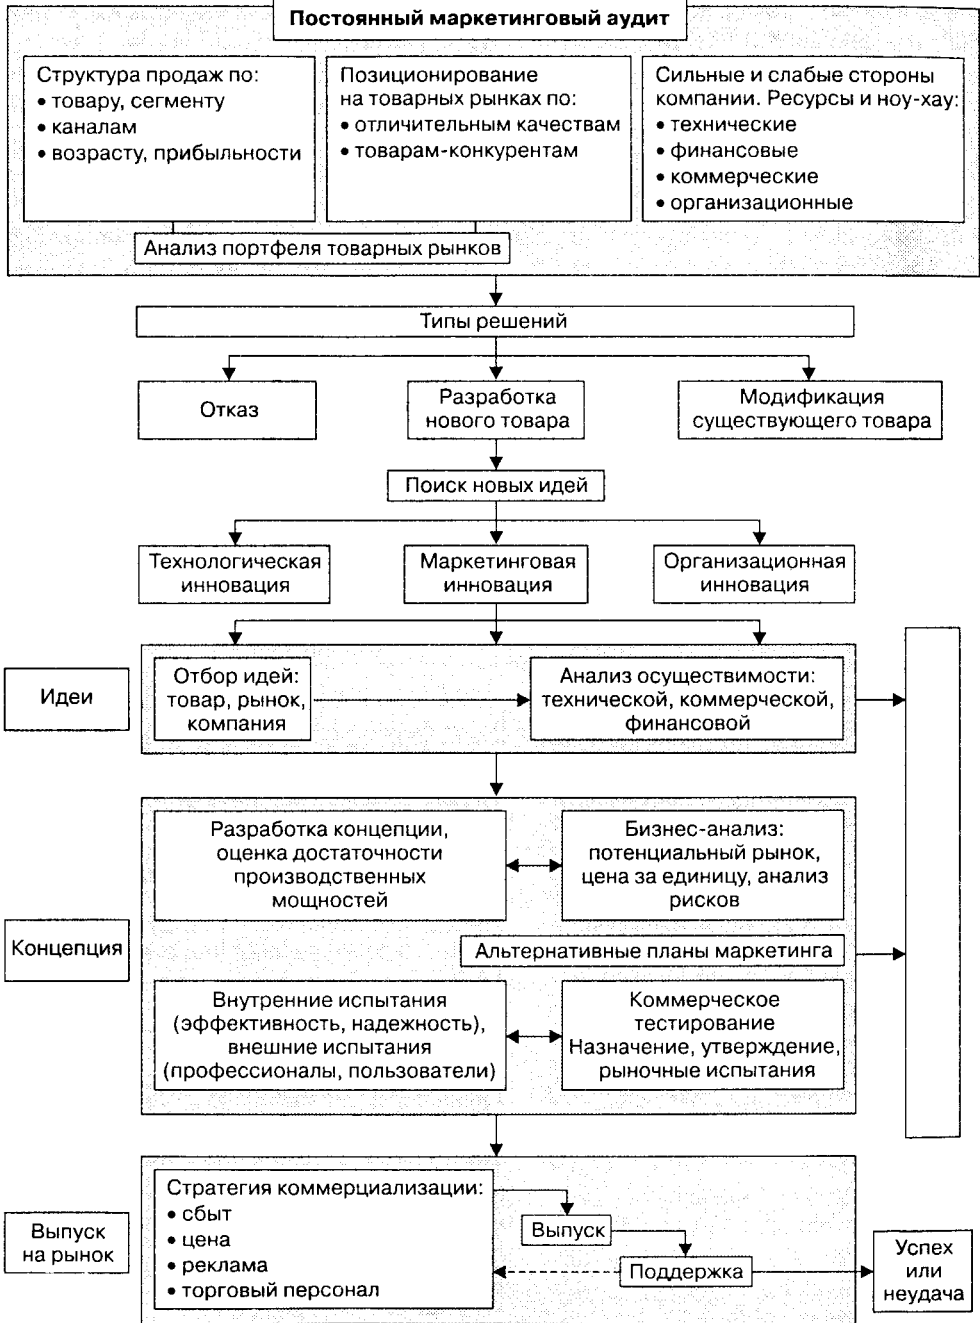 Постоянный маркетинговый аудит
Структура продаж по:
• товару, сегменту
• каналам
• возрасту, прибыльности
Позиционирование
на товарных рынках по:
• отличительным качествам
• товарам-конкурентам
Сильные и слабые стороны
компании. Ресурсы и ноу-хау:
• технические
• финансовые
• коммерческие
• организационные
Анализ портфеля товарных рынков
Типы решений
Отказ
Разработка
нового товара
Модификация
существующего товара
Поиск новых идей
Технологическая
инновация
Маркетинговая
инновация
Организационная
инновация
Идеи
Отбор идей:
товар, рынок,
компания
Анализ осуществимости:
технической, коммерческой,
финансовой
Концепция
Разработка концепции,
оценка достаточности
производственных
мощностей
Бизнес-анализ:
потенциальный рынок,
цена за единицу, анализ
рисков
Альтернативные планы маркетинга
Внутренние испытания
(эффективность, надежность),
внешние испытания
(профессионалы, пользователи)
Коммерческое
тестирование
Назначение, утверждение,
рыночные испытания
Выпуск
на рынок
Стратегия коммерциализации:
• сбыт
• цена
• реклама
• торговый персонал
Выпуск
Поддержка
Успех
или
неудача